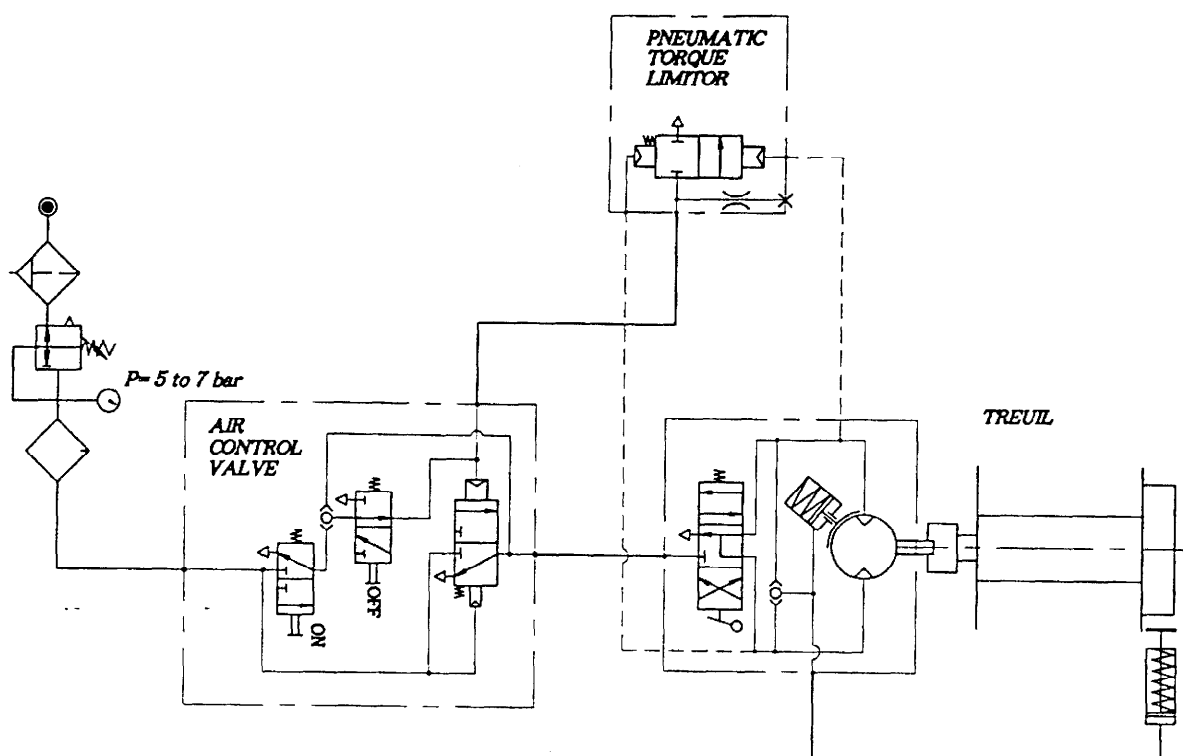 PNEUMATIC
TORQUE
LIMITOR
P= 5 to 7 bar
AIR
CONTROL
VALVE
TREUIL
OFF
ON